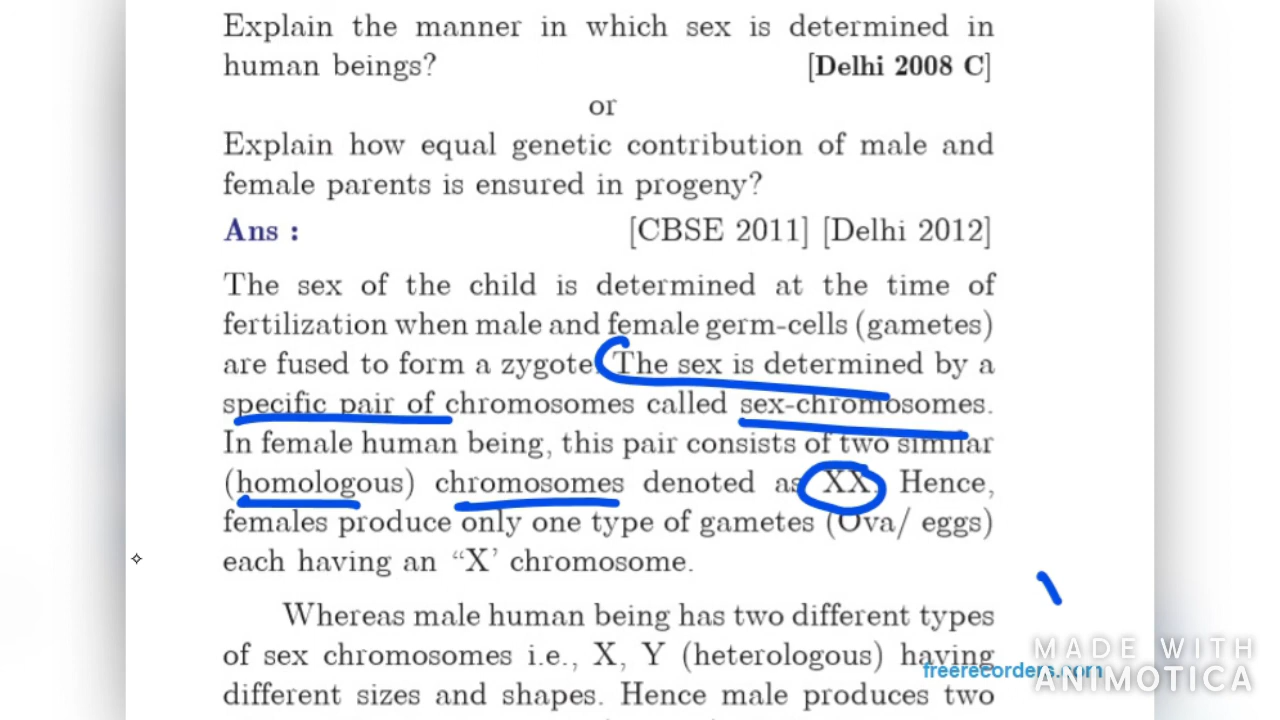 Explain the manner in which sex is determined in
human beings? [Delhi 2008 C]
or
Explain how equal genetic contribution of male and
female parents is ensured in progeny?
Ans : [CBSE 2011] [Delhi 2012]
The sex of the child is determined at the time of
fertilization when male and female germ-cells (gametes)
are fused to form a zygote. The sex is determined by a
specific pair of chromosomes called sex-chromosomes.
In female human being, this pair consists of two similar
(homologous) chromosomes denoted as XX. Hence,
females produce only one type of gametes (Ova/ eggs)
each having an “X’ chromosome.
Whereas male human being has two different types
of sex chromosomes i.e., X, Y (heterologous) having
different sizes and shapes. Hence male produces two
freerecorders.com
MADE WITH
ANIMOTICA